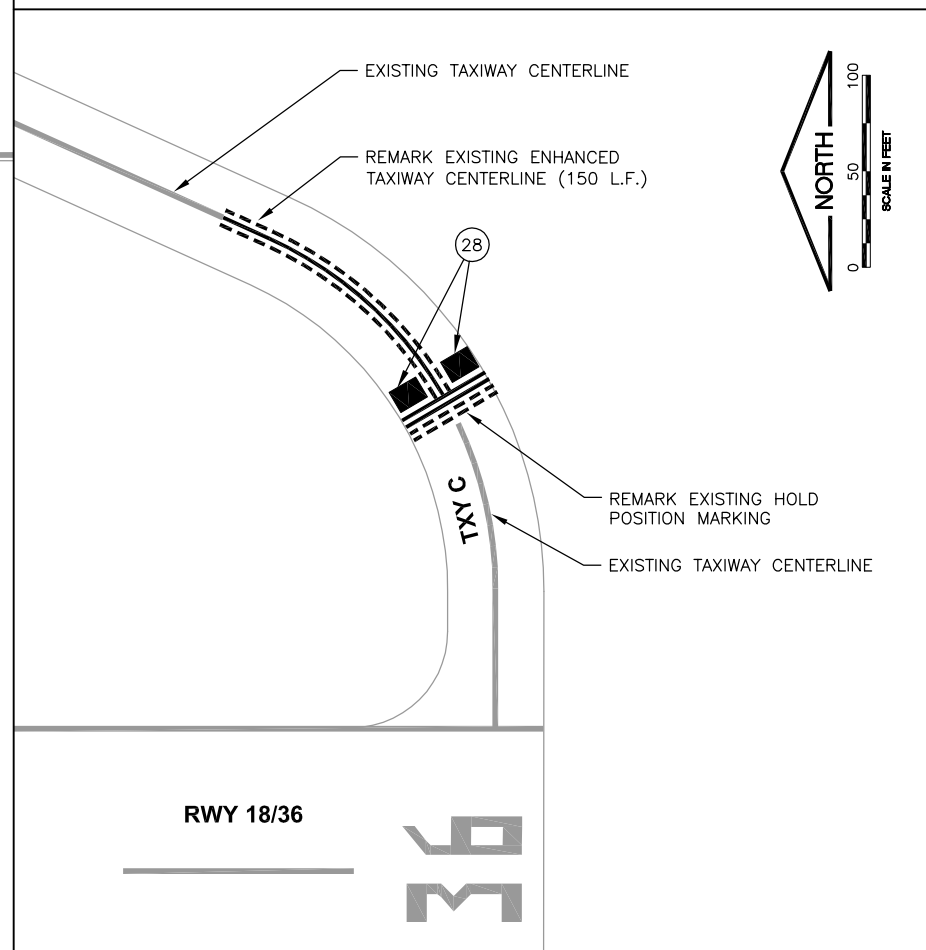 EXISTING TAXIWAY CENTERLINE
REMARK EXISTING ENHANCED
TAXIWAY CENTERLINE (150 L.F.)
28
NORTH
0 50 100
SCALE IN FEET
TXY C
REMARK EXISTING HOLD
POSITION MARKING
EXISTING TAXIWAY CENTERLINE
RWY 18/36
36